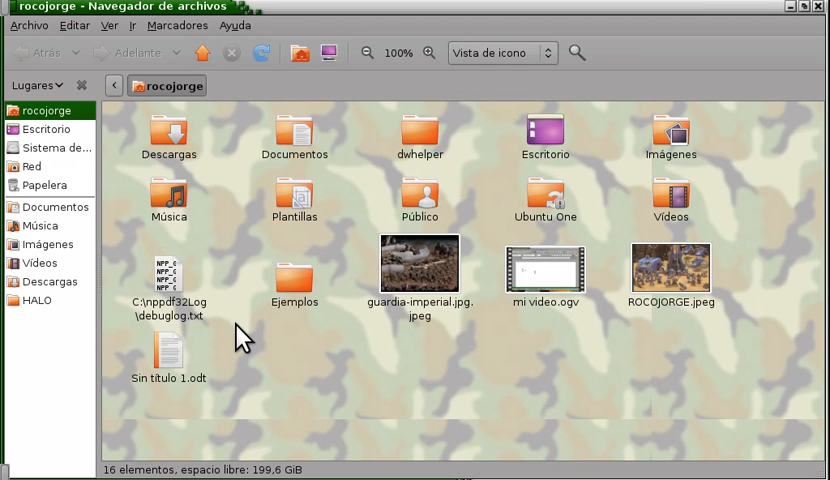 rocojorge - Navegador de archivos
Archivo Editar Ver Ir Marcadores Ayuda
Atrás Adelante 100% Vista de icono
Lugares rocojorge
rocojorge
Escritorio
Sistema de...
Red
Papelera
Documentos
Música
Imágenes
Vídeos
Descargas
HALO
Descargas Documentos dwhelper Escritorio Imágenes
Música Plantillas Público Ubuntu One Vídeos
NPP_
NPP_
NPP_
C:\nppdf32Log
\debuglog.txt
Ejemplos
guardia-imperial.jpg.
jpeg
mi video.ogv
ROCOJORGE.jpeg
Sin título 1.odt
16 elementos, espacio libre: 199,6 GiB